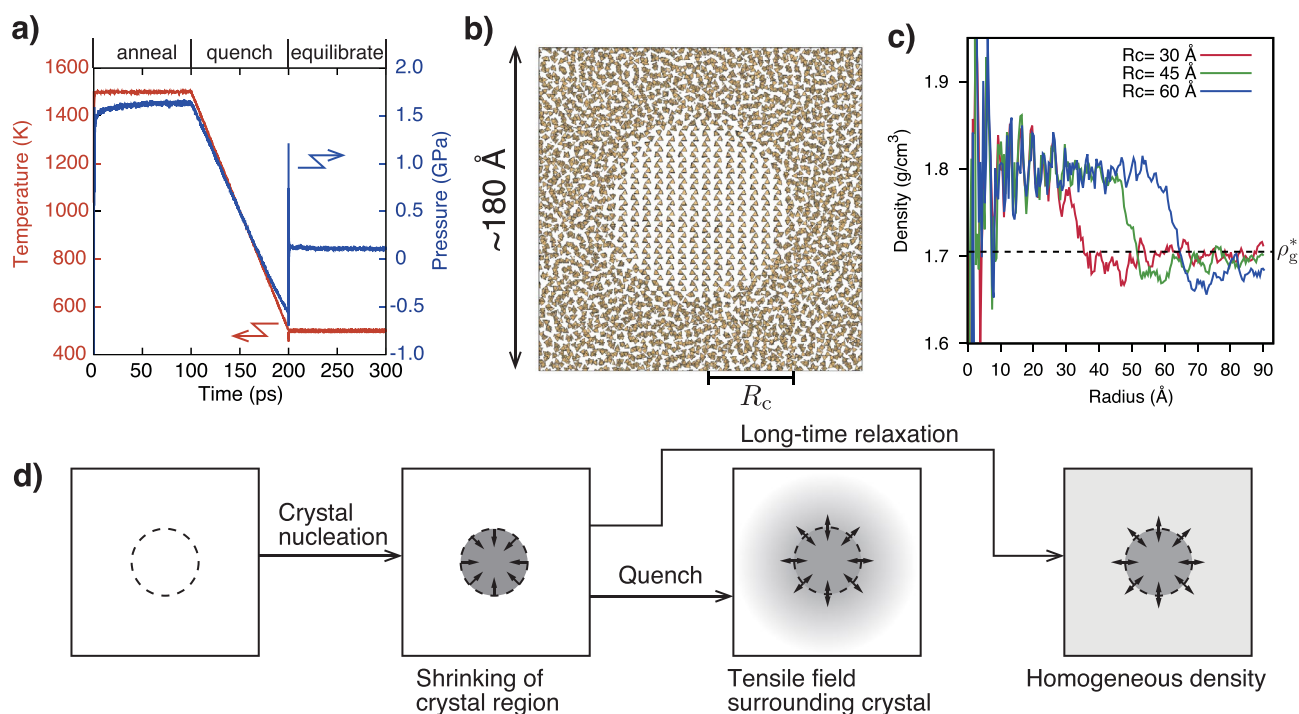 a)
anneal quench equilibrate
1600
1400
1200
1000
800
600
400
Temperature (K)
2.0
1.5
1.0
0.5
0
-0.5
-1.0
Pressure (GPa)
0 100 200 300
Time (ps)
b)
~180 Å
Rc
c)
Rc= 30 Å
Rc= 45 Å
Rc= 60 Å
1.9
1.8
1.7
1.6
Density (g/cm³)
ρg*
0 10 20 30 40 50 60 70 80 90
Radius (Å)
d)
Long-time relaxation
Crystal
nucleation
Quench
Shrinking of
crystal region
Tensile field
surrounding crystal
Homogeneous density